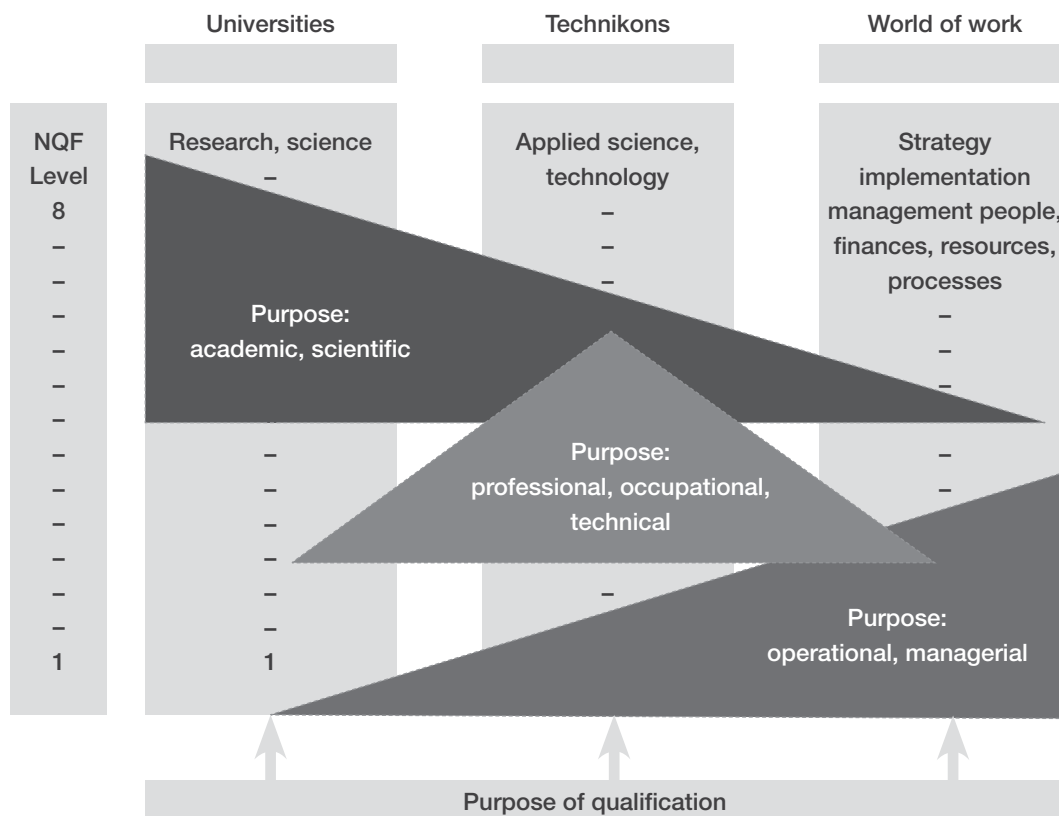 Universities
Technikons
World of work
NQF
Level
8
–
–
–
–
–
–
–
–
–
–
–
–
1
Research, science
–
–
–
–
–
–
1
Applied science,
technology
–
–
–
–
Strategy
implementation
management people,
finances, resources,
processes
–
–
–
–
Purpose:
academic, scientific
Purpose:
professional, occupational,
technical
Purpose:
operational, managerial
Purpose of qualification